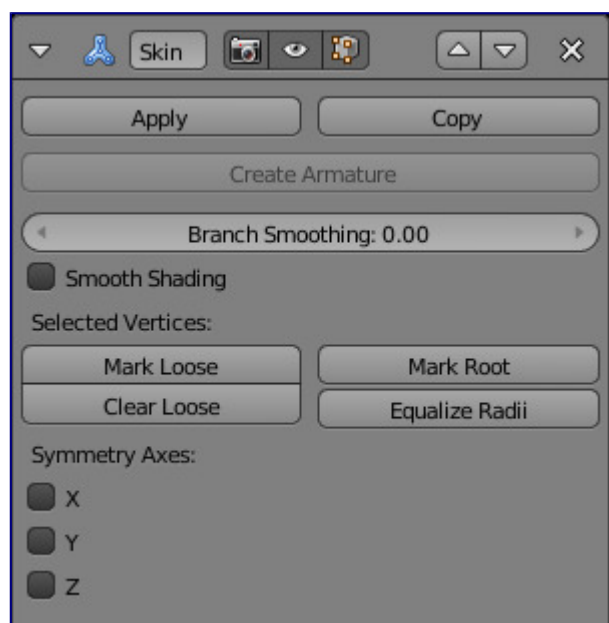 Skin
Apply Copy
Create Armature
Branch Smoothing: 0.00
Smooth Shading
Selected Vertices:
Mark Loose Mark Root
Clear Loose Equalize Radii
Symmetry Axes:
X
Y
Z